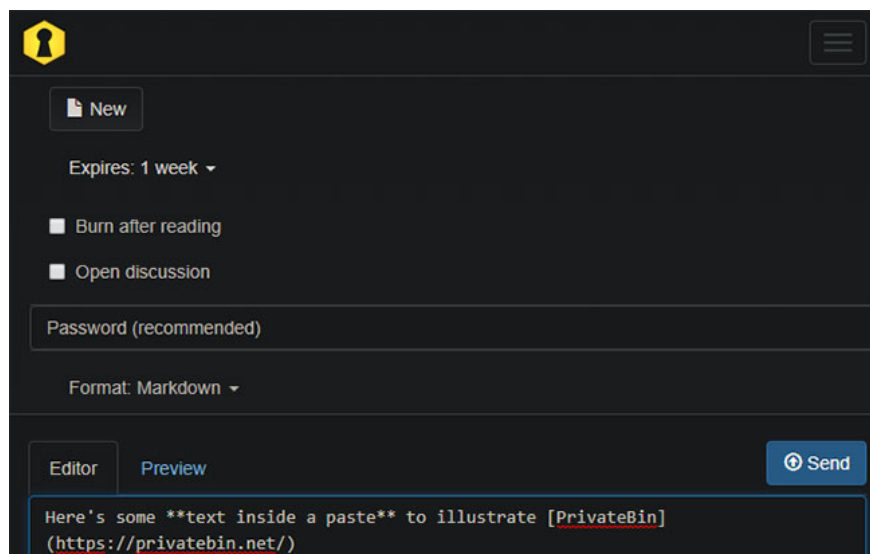 New
Expires: 1 week
Burn after reading
Open discussion
Password (recommended)
Format: Markdown
Editor Preview Send
Here's some **text inside a paste** to illustrate [PrivateBin]
(https://privatebin.net/)